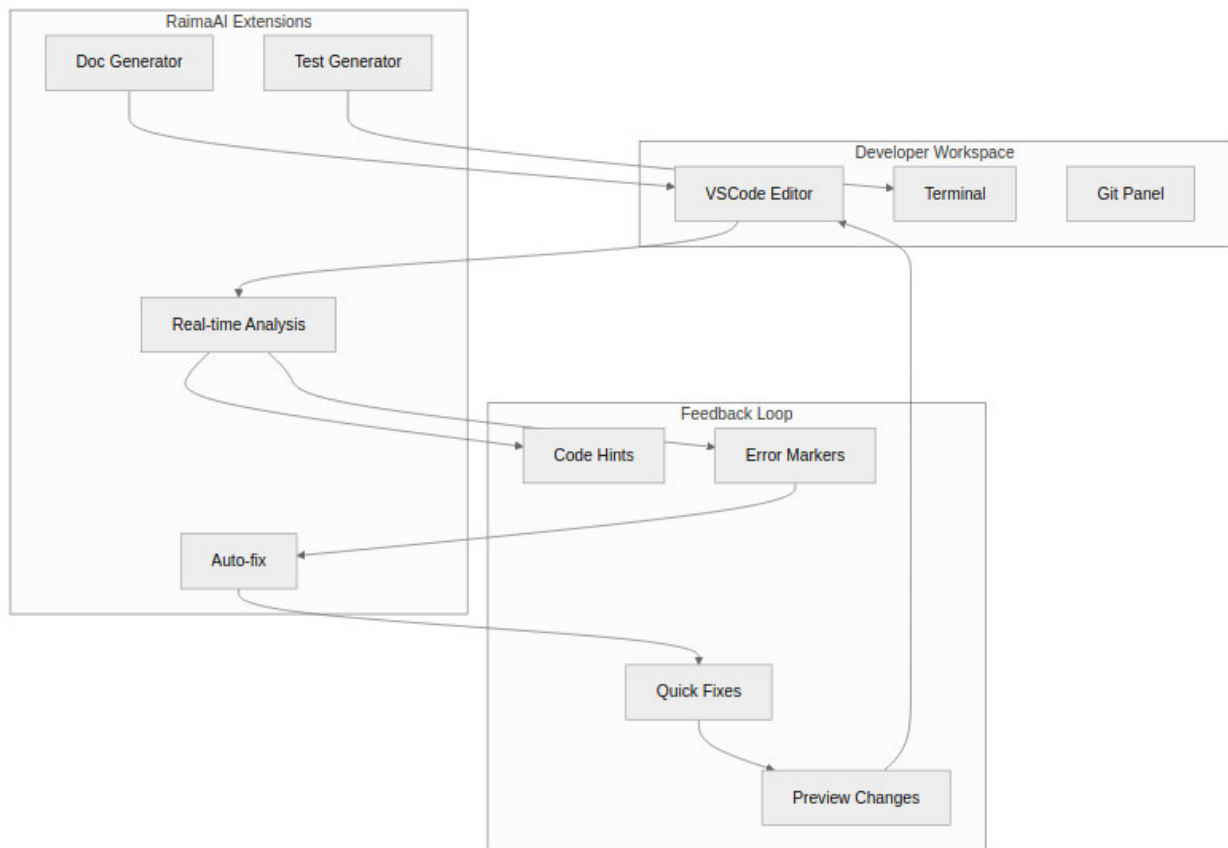 RaimaAI Extensions
Doc Generator
Test Generator
Developer Workspace
VSCode Editor
Terminal
Git Panel
Real-time Analysis
Feedback Loop
Code Hints
Error Markers
Auto-fix
Quick Fixes
Preview Changes